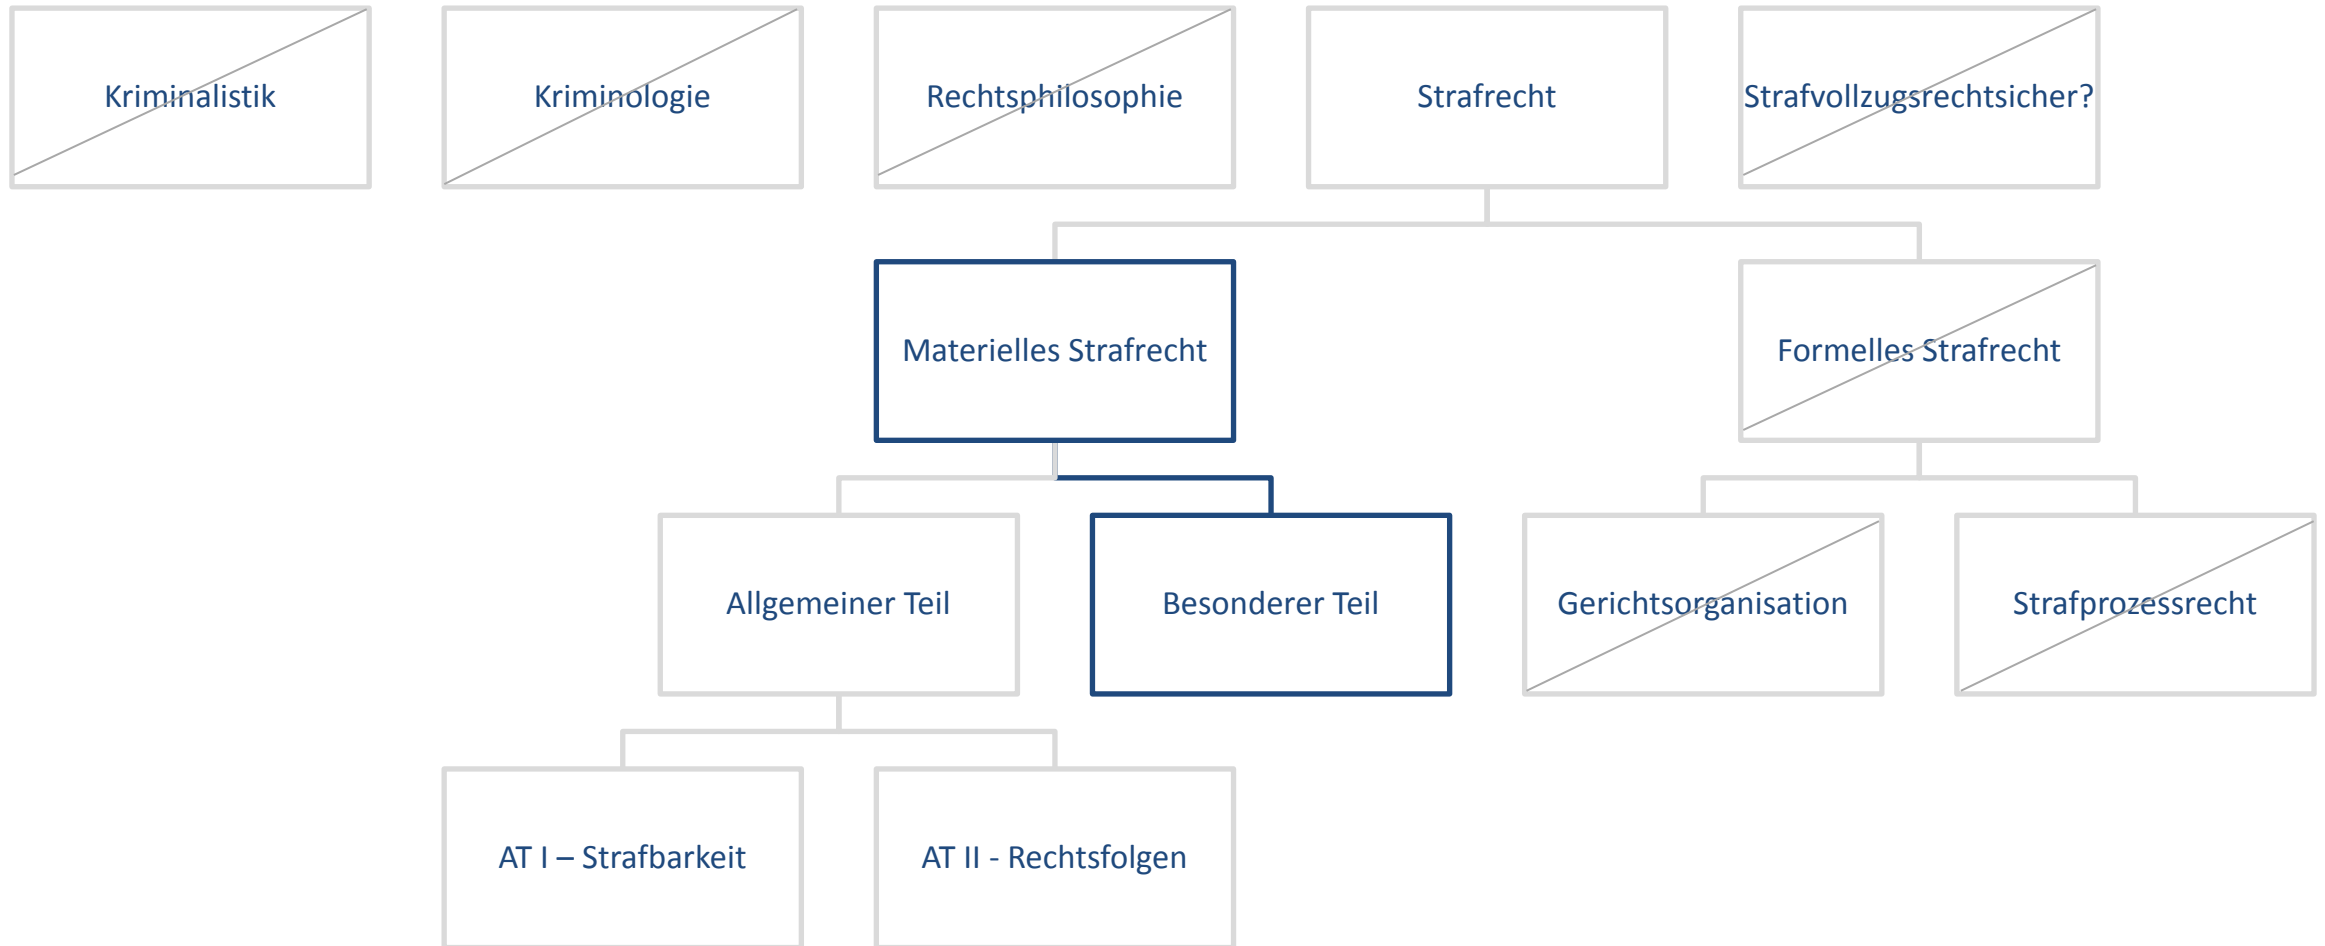 Kriminalistik
Kriminologie
Rechtsphilosophie
Strafrecht
Strafvollzugsrechtsicher?
Materielles Strafrecht
Formelles Strafrecht
Allgemeiner Teil
Besonderer Teil
Gerichtsorganisation
Strafprozessrecht
AT I – Strafbarkeit
AT II - Rechtsfolgen